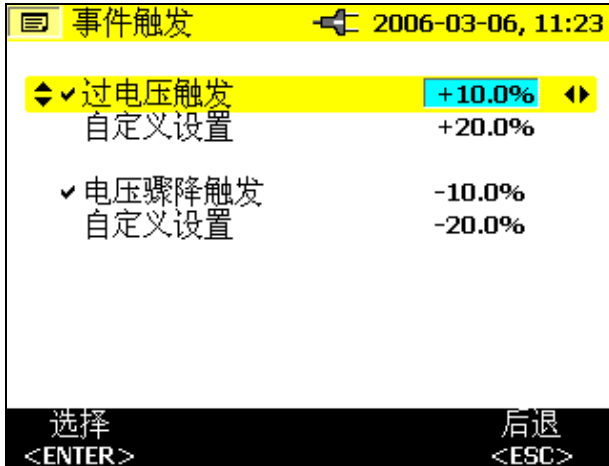 事件触发 2006-03-06, 11:23
过电压触发 +10.0%
自定义设置 +20.0%
电压骤降触发 -10.0%
自定义设置 -20.0%
选择 后退
<ENTER> <ESC>